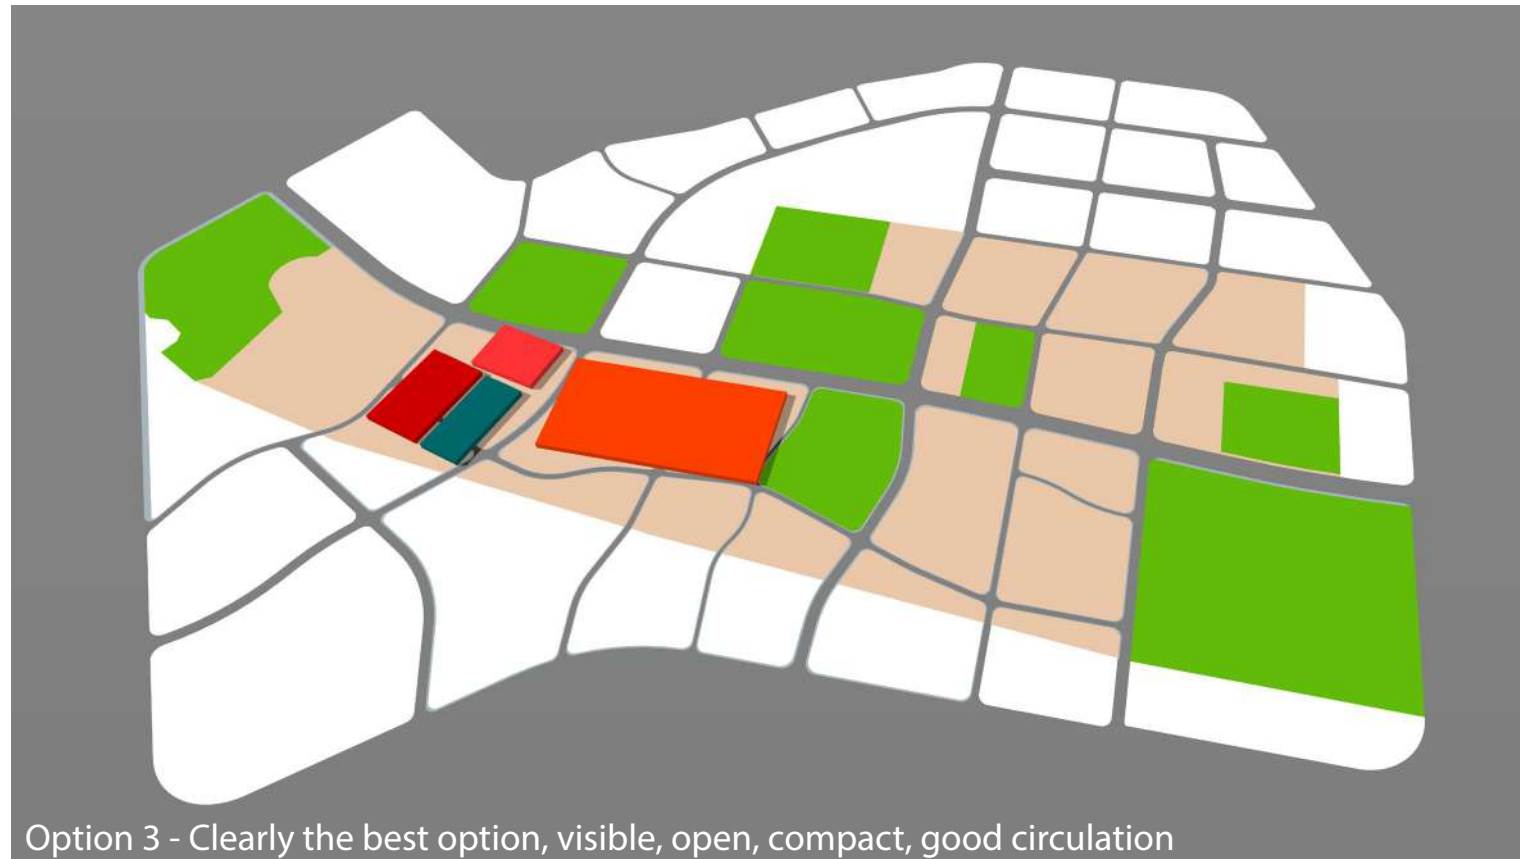 Option 3 - Clearly the best option, visible, open, compact, good circulation